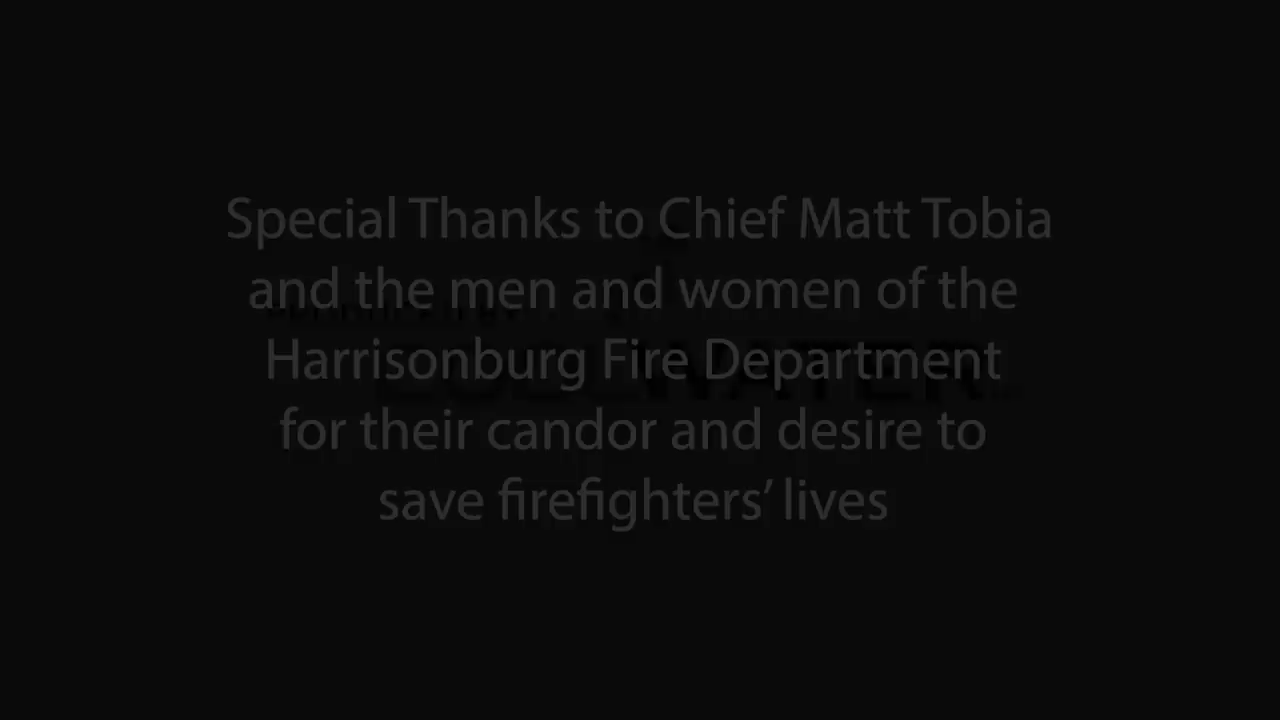 Special Thanks to Chief Matt Tobia
and the men and women of the
Harrisonburg Fire Department
for their candor and desire to
save firefighters’ lives